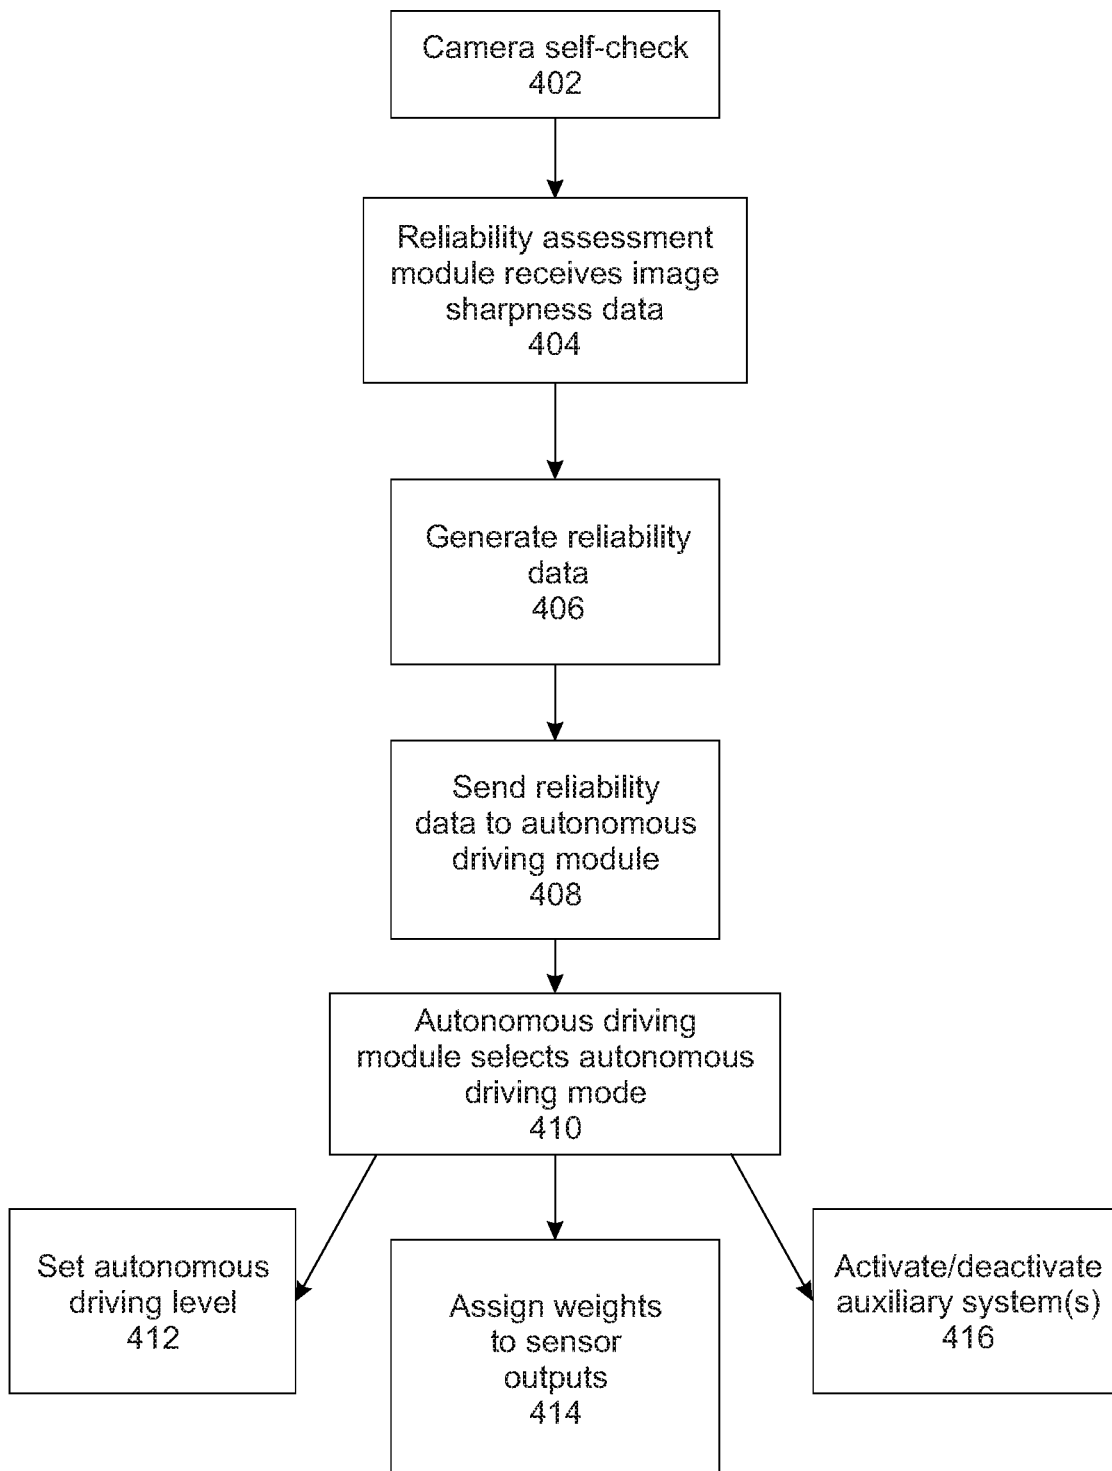 Camera self-check
402
Reliability assessment
module receives image
sharpness data
404
Generate reliability
data
406
Send reliability
data to autonomous
driving module
408
Autonomous driving
module selects autonomous
driving mode
410
Set autonomous
driving level
412
Assign weights
to sensor
outputs
414
Activate/deactivate
auxiliary system(s)
416